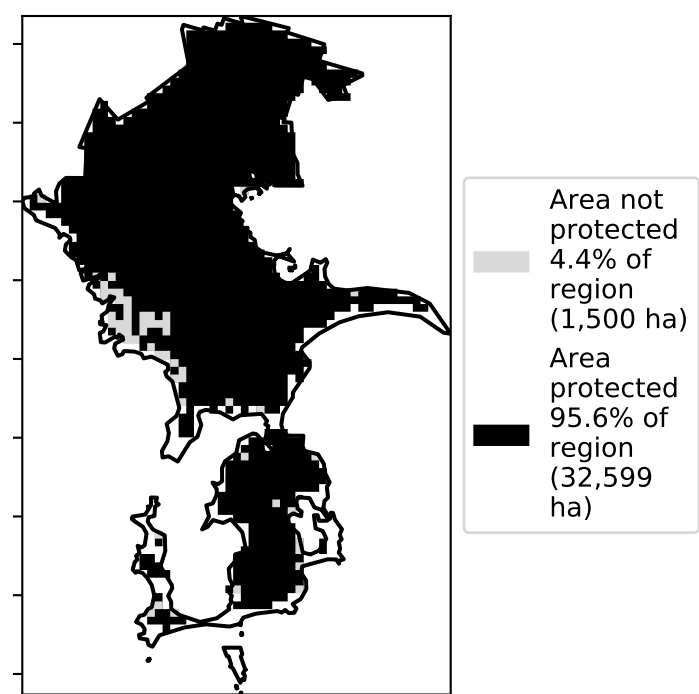 Area not
protected
4.4% of
region
(1,500 ha)
Area
protected
95.6% of
region
(32,599
ha)